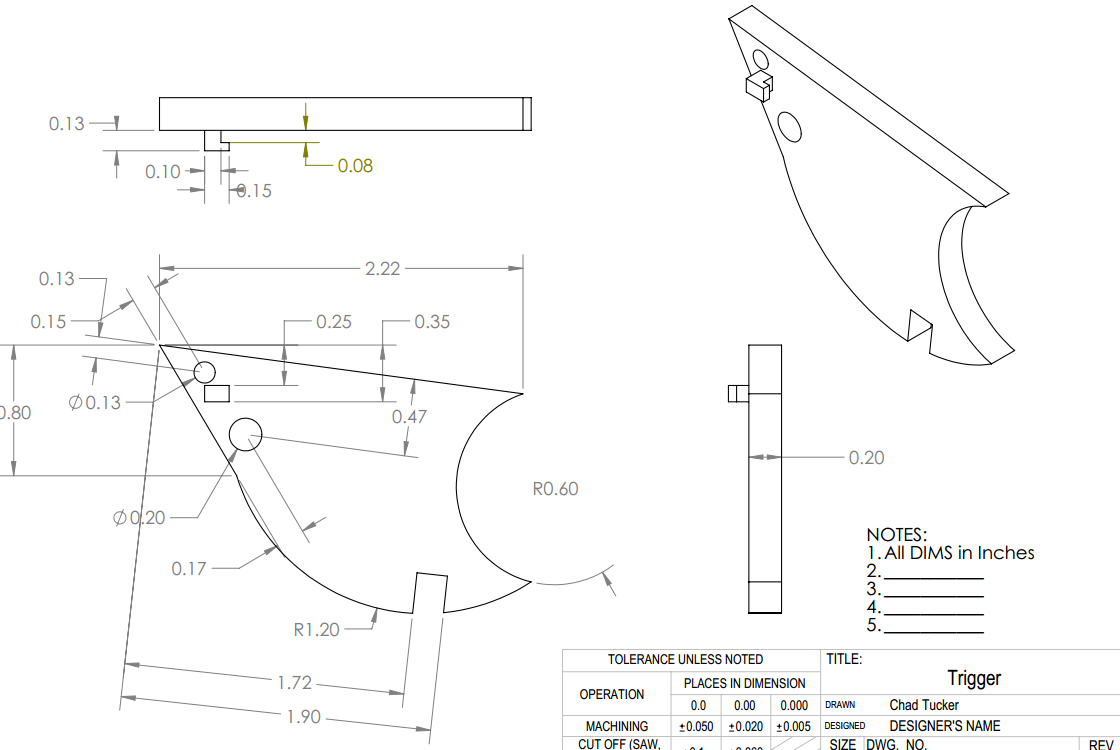 0.13
0.08
0.10
0.15
2.22
0.13
0.15
0.25
0.35
0.80
Ø0.13
0.47
0.20
R0.60
Ø0.20
0.17
R1.20
1.72
1.90
NOTES:
1. All DIMS in Inches
2. ___________
3. ___________
4. ___________
5. ___________
TOLERANCE UNLESS NOTED
OPERATION
PLACES IN DIMENSION
0.0 0.00 0.000
MACHINING ±0.050 ±0.020 ±0.005
CUT OFF (SAW,
TITLE:
Trigger
DRAWN Chad Tucker
DESIGNED DESIGNER'S NAME
SIZE DWG. NO. REV